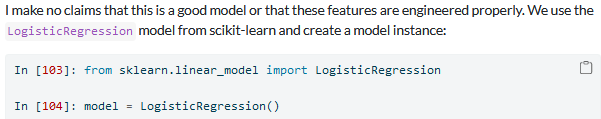 I make no claims that this is a good model or that these features are engineered properly. We use the
LogisticRegression model from scikit-learn and create a model instance:
In [103]: from sklearn.linear_model import LogisticRegression
In [104]: model = LogisticRegression()